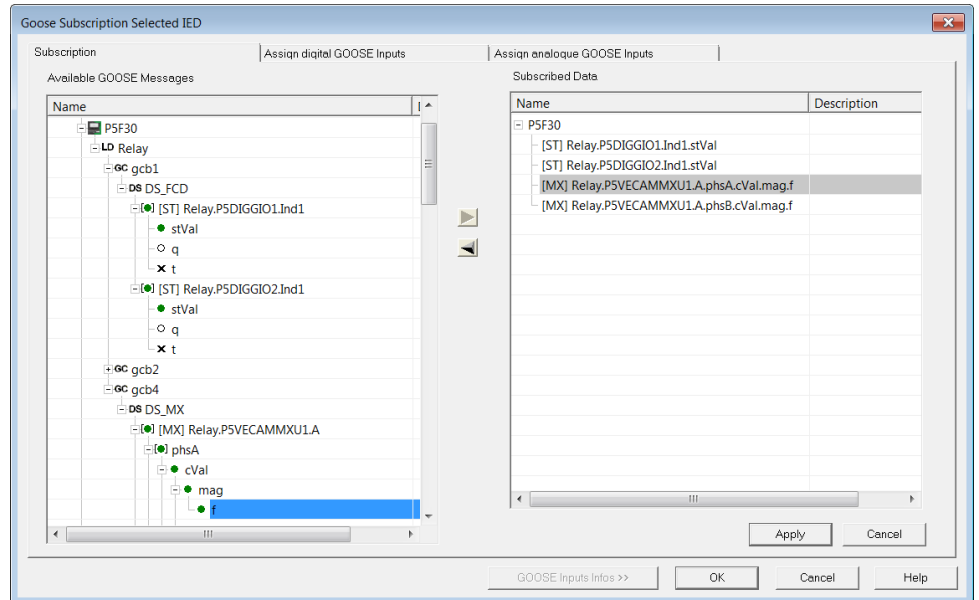 Goose Subscription Selected IED
Subscription
Assign digital GOOSE Inputs
Assign analogue GOOSE Inputs
Available GOOSE Messages
Name
P5F30
LD Relay
GC gcb1
DS DS_FCD
[ST] Relay.P5DIGGIO1.Ind1
stVal
q
t
[ST] Relay.P5DIGGIO2.Ind1
stVal
q
t
GC gcb2
GC gcb4
DS DS_MX
[MX] Relay.P5VECAMMXU1.A
phsA
cVal
mag
f
Subscribed Data
Name Description
P5F30
[ST] Relay.P5DIGGIO1.Ind1.stVal
[ST] Relay.P5DIGGIO2.Ind1.stVal
[MX] Relay.P5VECAMMXU1.A.phsA.cVal.mag.f
[MX] Relay.P5VECAMMXU1.A.phsB.cVal.mag.f
Apply Cancel
GOOSE Inputs Infos >> OK Cancel Help